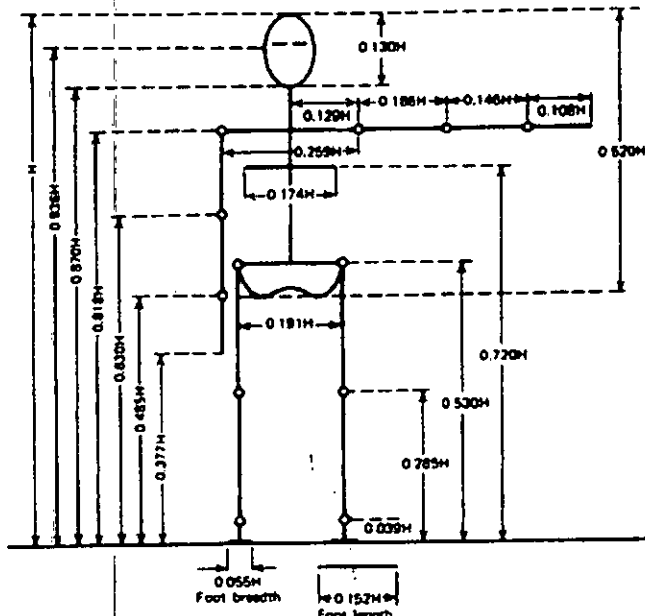 0.130H
0.186H
0.146H
0.129H
0.108H
0.259H
0.174H
H
0.936H
0.870H
0.818H
0.630H
0.485H
0.377H
0.520H
0.720H
0.530H
0.285H
0.191H
0.039H
0.055H
Foot breadth
0.152H
Foot length